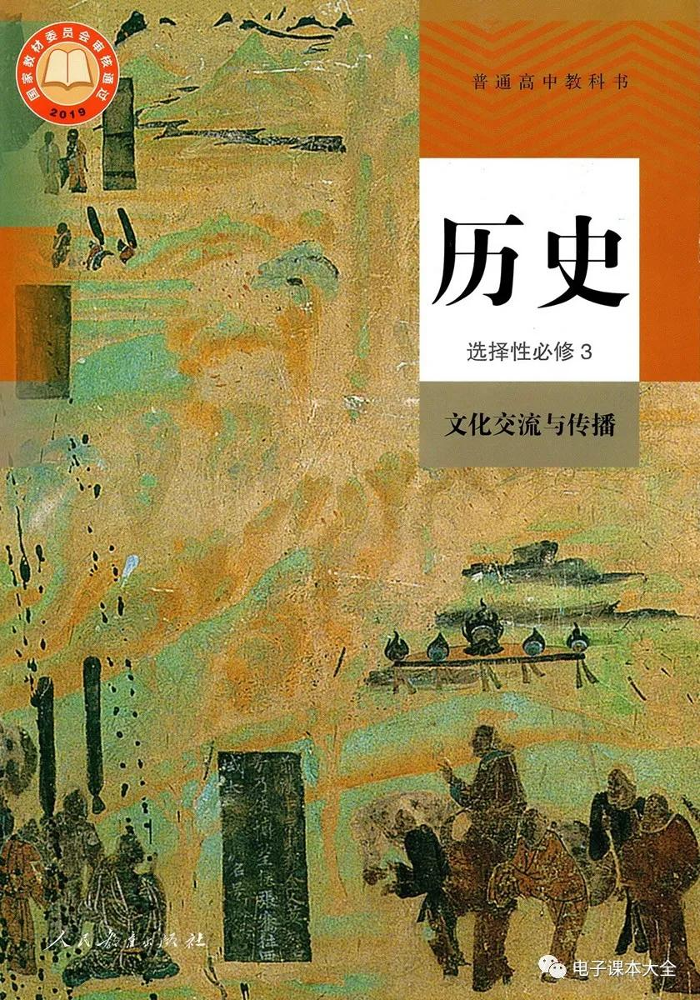 国家教材委员会审核通过
2019
普通高中教科书
历史
选择性必修3
文化交流与传播
人民教育出版社
电子课本大全